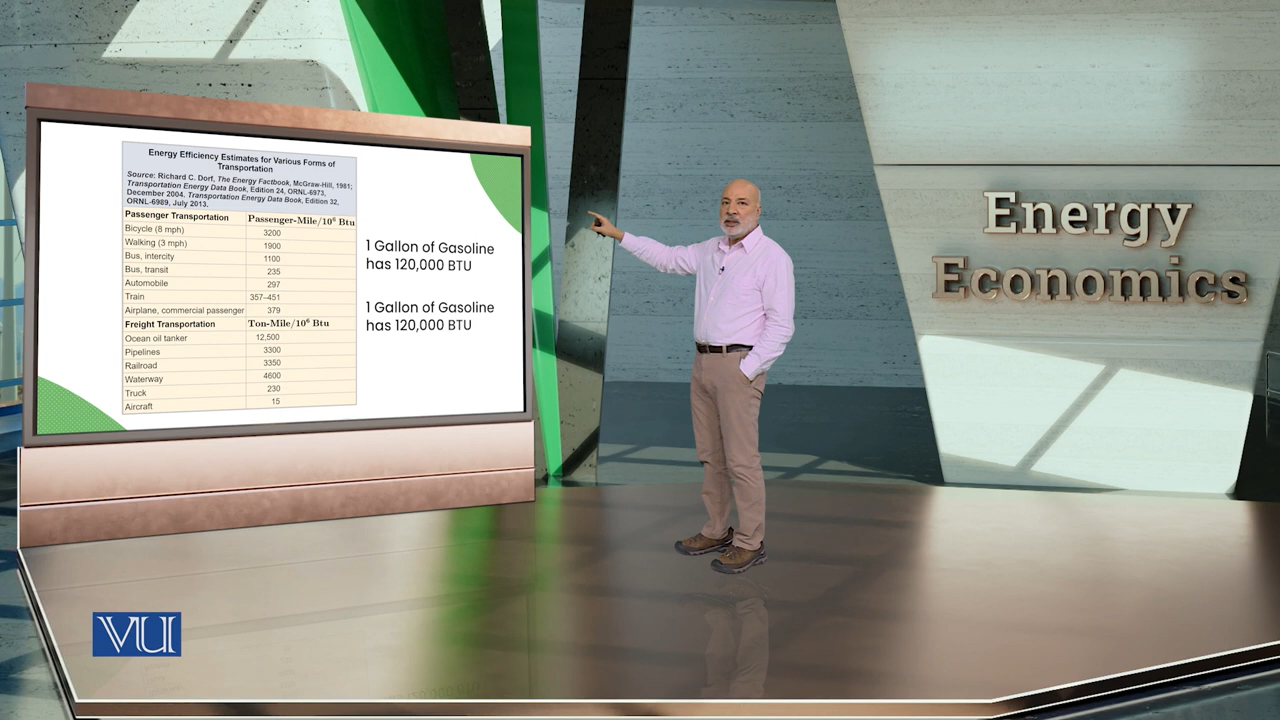 Energy Efficiency Estimates for Various Forms of
Transportation
Source: Richard C. Dorf, The Energy Factbook, McGraw-Hill, 1981;
Transportation Energy Data Book, Edition 24, ORNL-6973,
December 2004. Transportation Energy Data Book, Edition 32,
ORNL-6989, July 2013.
Passenger Transportation Passenger-Mile/10⁶ Btu
Bicycle (8 mph) 3200
Walking (3 mph) 1900
Bus, intercity 1100
Bus, transit 235
Automobile 297
Train 357–451
Airplane, commercial passenger 379
Freight Transportation Ton-Mile/10⁶ Btu
Ocean oil tanker 12,500
Pipelines 3300
Railroad 3350
Waterway 4600
Truck 230
Aircraft 15
1 Gallon of Gasoline
has 120,000 BTU
1 Gallon of Gasoline
has 120,000 BTU
Energy
Economics
VU